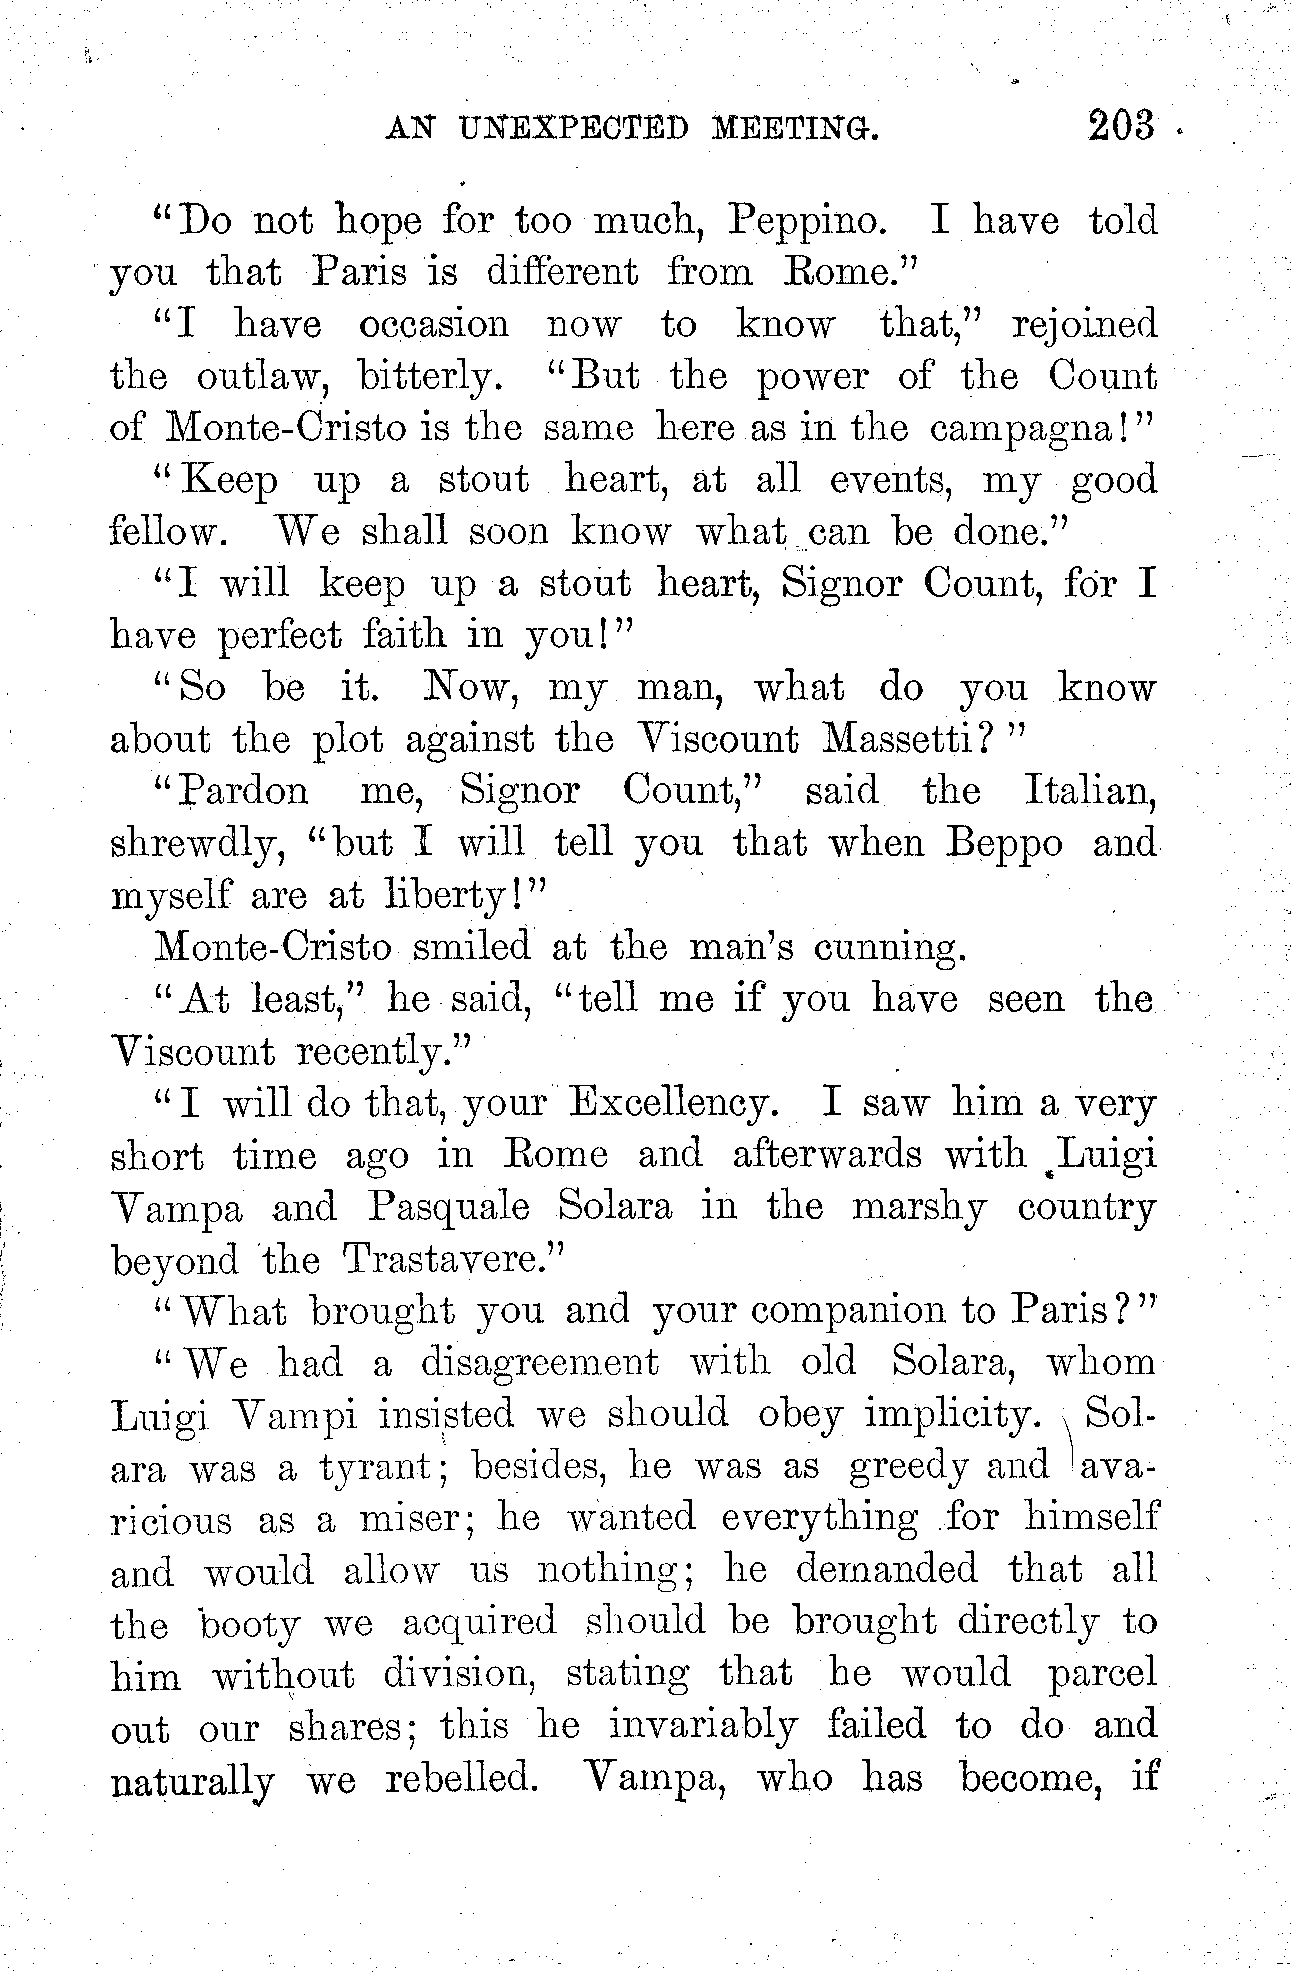 AN UNEXPECTED MEETING. 203
"Do not hope for too much, Peppino. I have told
you that Paris is different from Rome."
"I have occasion now to know that," rejoined
the outlaw, bitterly. "But the power of the Count
of Monte-Cristo is the same here as in the campagna!"
"Keep up a stout heart, at all events, my good
fellow. We shall soon know what can be done."
"I will keep up a stout heart, Signor Count, for I
have perfect faith in you!"
"So be it. Now, my man, what do you know
about the plot against the Viscount Massetti?"
"Pardon me, Signor Count," said the Italian,
shrewdly, "but I will tell you that when Beppo and
myself are at liberty!"
Monte-Cristo smiled at the man's cunning.
"At least," he said, "tell me if you have seen the
Viscount recently."
"I will do that, your Excellency. I saw him a very
short time ago in Rome and afterwards with Luigi
Vampa and Pasquale Solara in the marshy country
beyond the Trastavere."
"What brought you and your companion to Paris?"
"We had a disagreement with old Solara, whom
Luigi Vampi insisted we should obey implicity. Sol-
ara was a tyrant; besides, he was as greedy and ava-
ricious as a miser; he wanted everything for himself
and would allow us nothing; he demanded that all
the booty we acquired should be brought directly to
him without division, stating that he would parcel
out our shares; this he invariably failed to do and
naturally we rebelled. Vampa, who has become, if